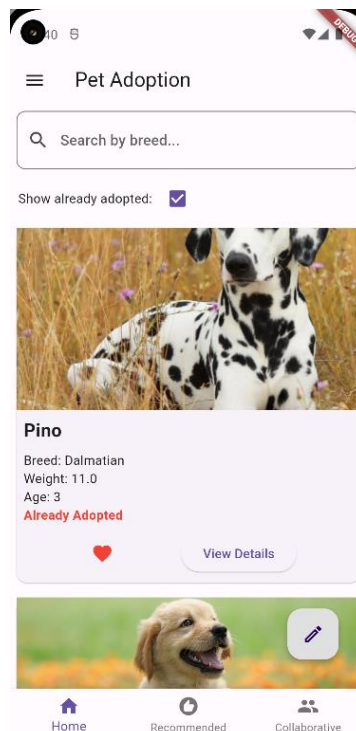 40
DEBUG
Pet Adoption
Search by breed...
Show already adopted:
Pino
Breed: Dalmatian
Weight: 11.0
Age: 3
Already Adopted
View Details
Home
Recommended
Collaborative